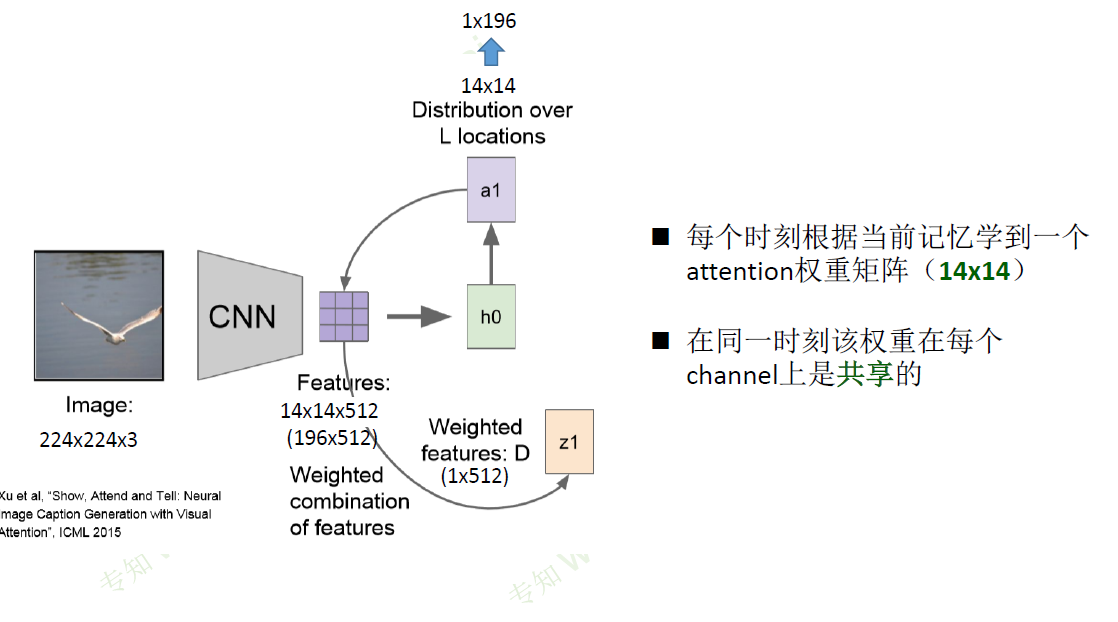 1x196
14x14
Distribution over
L locations
a1
CNN
h0
Image:
224x224x3
Features:
14x14x512
(196x512)
Weighted
combination
of features
Weighted
features: D
(1x512)
z1
Xu et al, “Show, Attend and Tell: Neural
Image Caption Generation with Visual
Attention”, ICML 2015
■ 每个时刻根据当前记忆学到一个
attention权重矩阵（14x14）
■ 在同一时刻该权重在每个
channel上是共享的
专知
专知